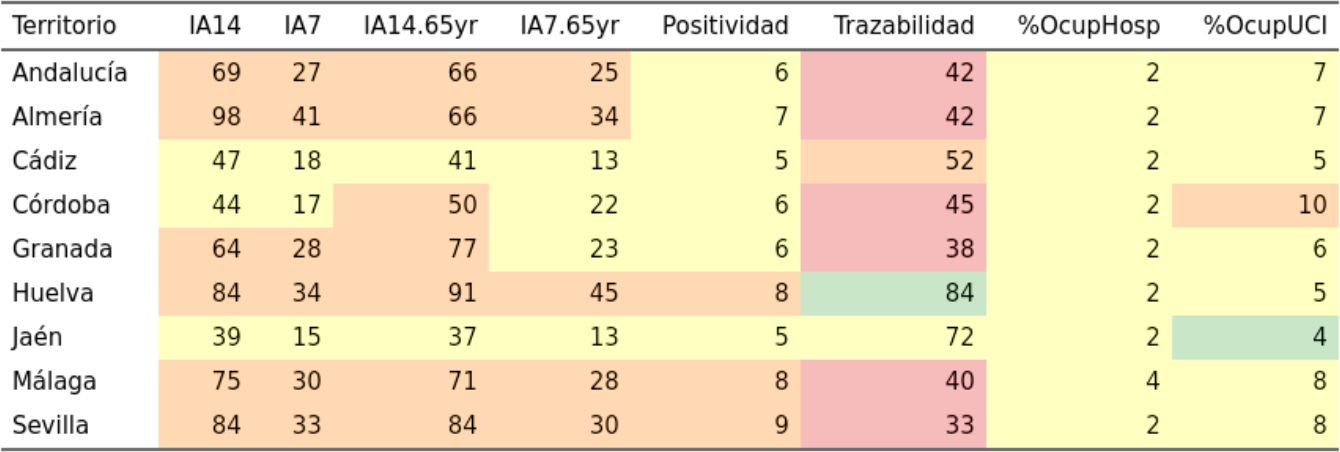 Territorio IA14 IA7 IA14.65yr IA7.65yr Positividad Trazabilidad %OcupHosp %OcupUCI
Andalucía 69 27 66 25 6 42 2 7
Almería 98 41 66 34 7 42 2 7
Cádiz 47 18 41 13 5 52 2 5
Córdoba 44 17 50 22 6 45 2 10
Granada 64 28 77 23 6 38 2 6
Huelva 84 34 91 45 8 84 2 5
Jaén 39 15 37 13 5 72 2 4
Málaga 75 30 71 28 8 40 4 8
Sevilla 84 33 84 30 9 33 2 8